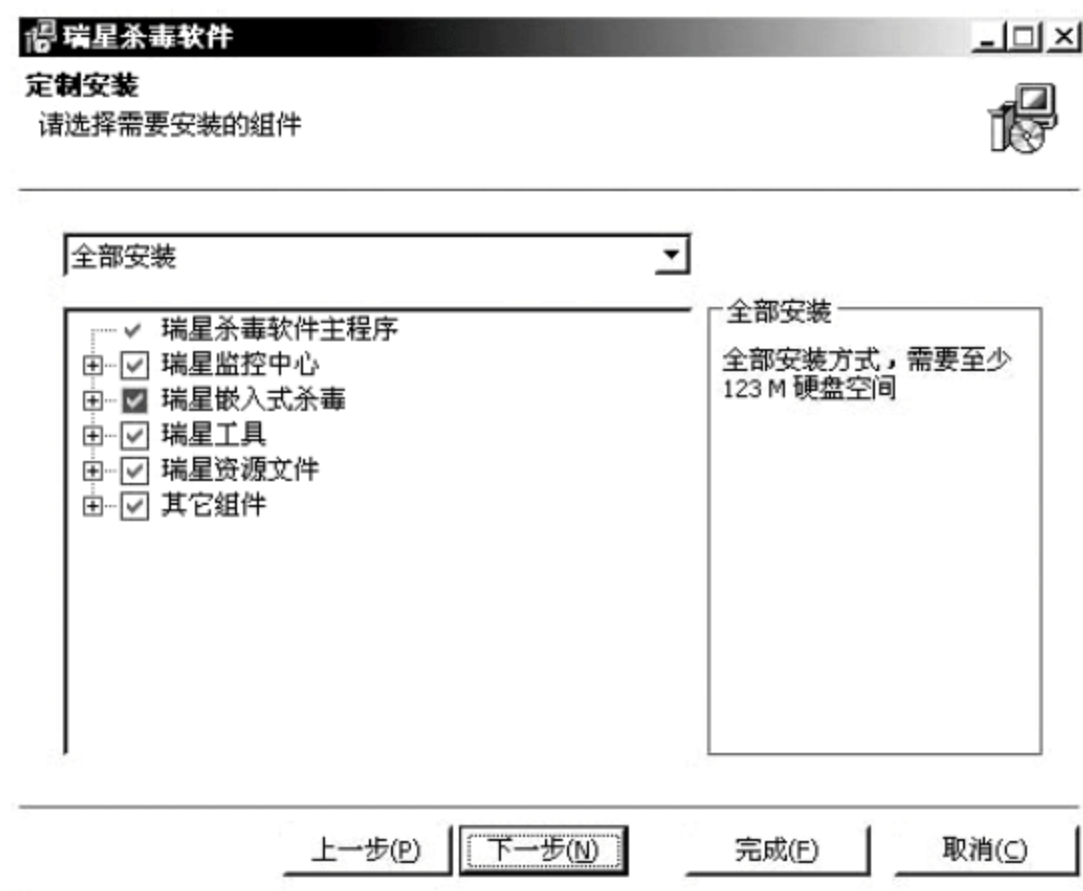 瑞星杀毒软件
定制安装
请选择需要安装的组件
全部安装
瑞星杀毒软件主程序
瑞星监控中心
瑞星嵌入式杀毒
瑞星工具
瑞星资源文件
其它组件
全部安装
全部安装方式，需要至少
123 M 硬盘空间
上一步(P)
下一步(N)
完成(F)
取消(C)